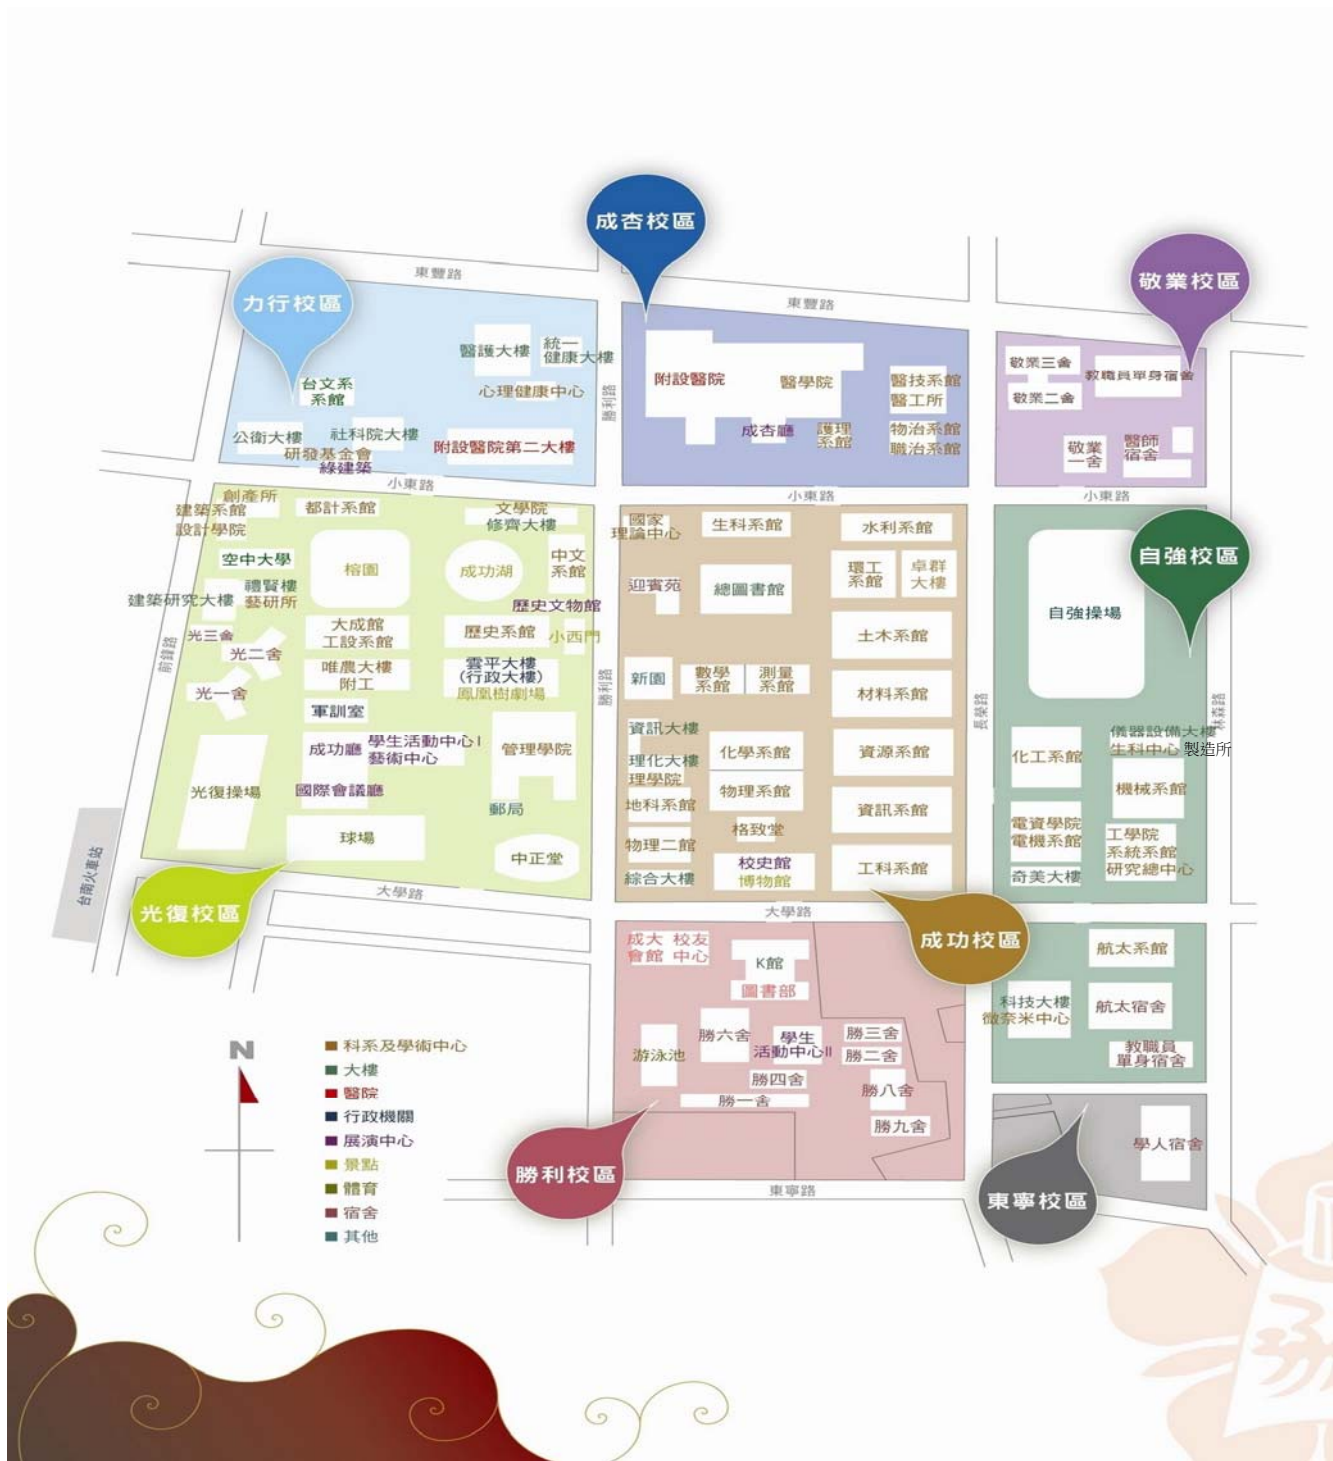 成杏校區
敬業校區
力行校區
東豐路
東豐路
醫護大樓
統一
健康大樓
台文系
系館
心理健康中心
公衛大樓
社科院大樓
研發基金會
綠建築
附設醫院第二大樓
勝利路
附設醫院
醫學院
醫技系館
醫工所
成杏廳
護理
系館
物治系館
職治系館
敬業三舍
敬業二舍
教職員單身宿舍
敬業
一舍
醫師
宿舍
小東路
小東路
小東路
創產所
建築系館
設計學院
都計系館
文學院
修齊大樓
空中大學
榕園
成功湖
中文
系館
禮賢樓
藝研所
建築研究大樓
歷史文物館
光三舍
光二舍
光一舍
大成館
工設系館
歷史系館
小西門
唯農大樓
附工
雲平大樓
(行政大樓)
鳳凰樹劇場
軍訓室
成功廳
學生活動中心I
藝術中心
管理學院
國際會議廳
光復操場
郵局
球場
中正堂
前鋒路
台南火車站
光復校區
大學路
勝利路
國家
理論中心
生科系館
水利系館
迎賓苑
總圖書館
環工
系館
卓群
大樓
土木系館
新園
數學
系館
測量
系館
材料系館
資訊大樓
理化大樓
理學院
化學系館
資源系館
地科系館
物理系館
資訊系館
物理二館
格致堂
綜合大樓
校史館
博物館
工科系館
大學路
成功校區
長榮路
自強校區
自強操場
林森路
化工系館
儀器設備大樓
生科中心
製造所
機械系館
電資學院
電機系館
工學院
系統系館
研究總中心
奇美大樓
航太系館
科技大樓
微奈米中心
航太宿舍
教職員
單身宿舍
成大
會館
校友
中心
K館
圖書部
游泳池
勝六舍
學生
活動中心II
勝三舍
勝二舍
勝四舍
勝一舍
勝八舍
勝九舍
勝利校區
東寧路
東寧校區
學人宿舍
N
科系及學術中心
大樓
醫院
行政機關
展演中心
景點
體育
宿舍
其他